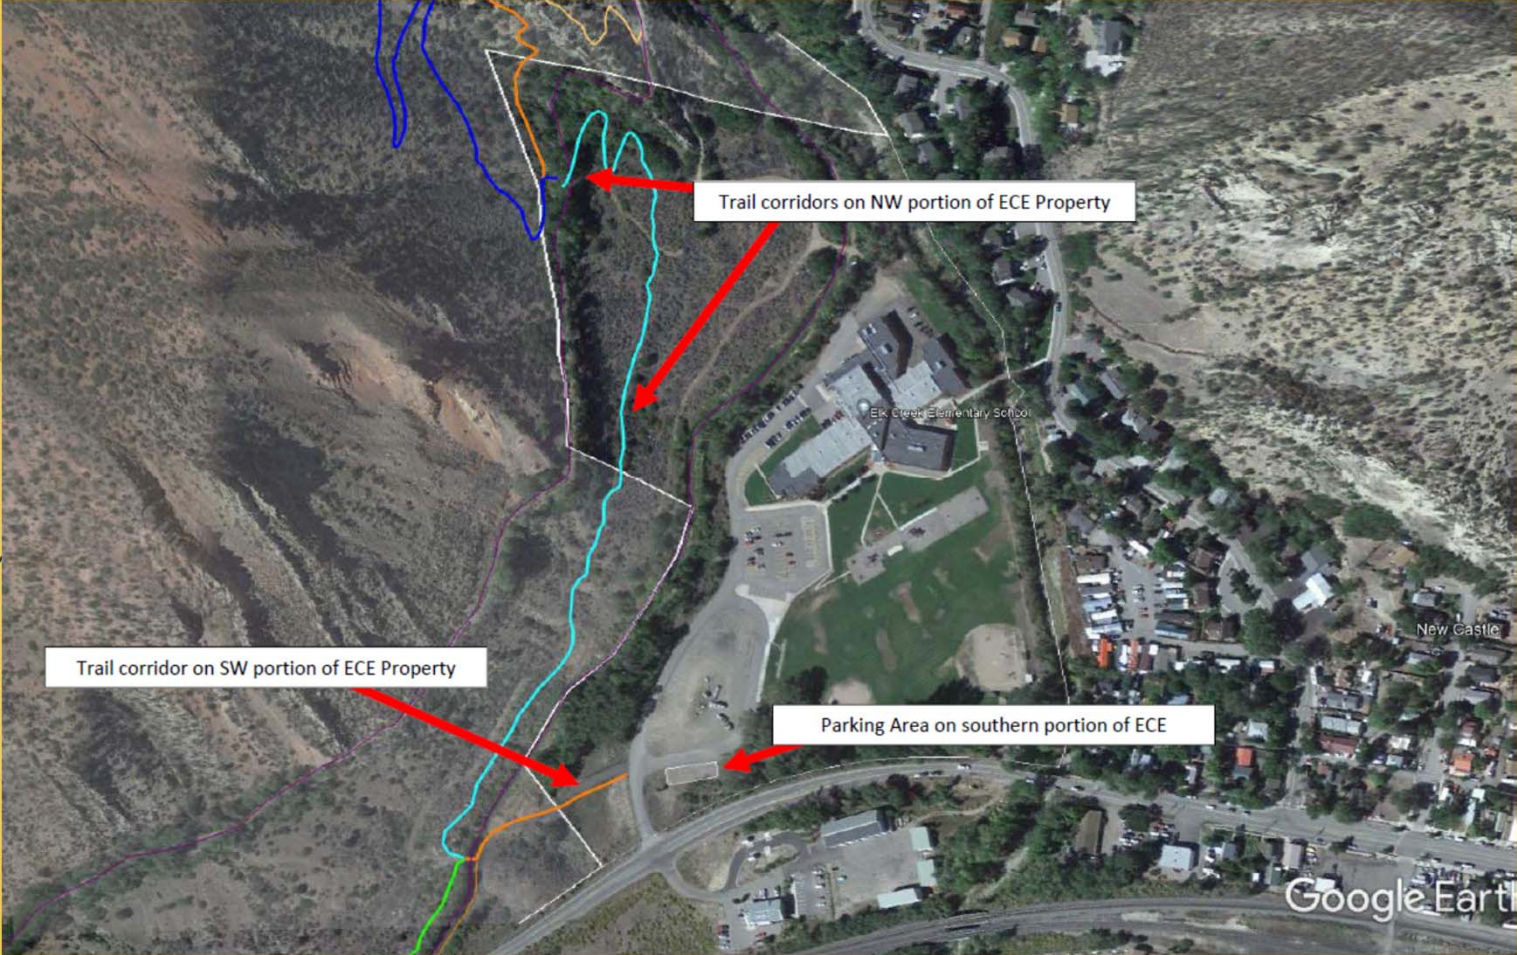 Trail corridors on NW portion of ECE Property
Elk Creek Elementary School
New Castle
Trail corridor on SW portion of ECE Property
Parking Area on southern portion of ECE
Google Earth